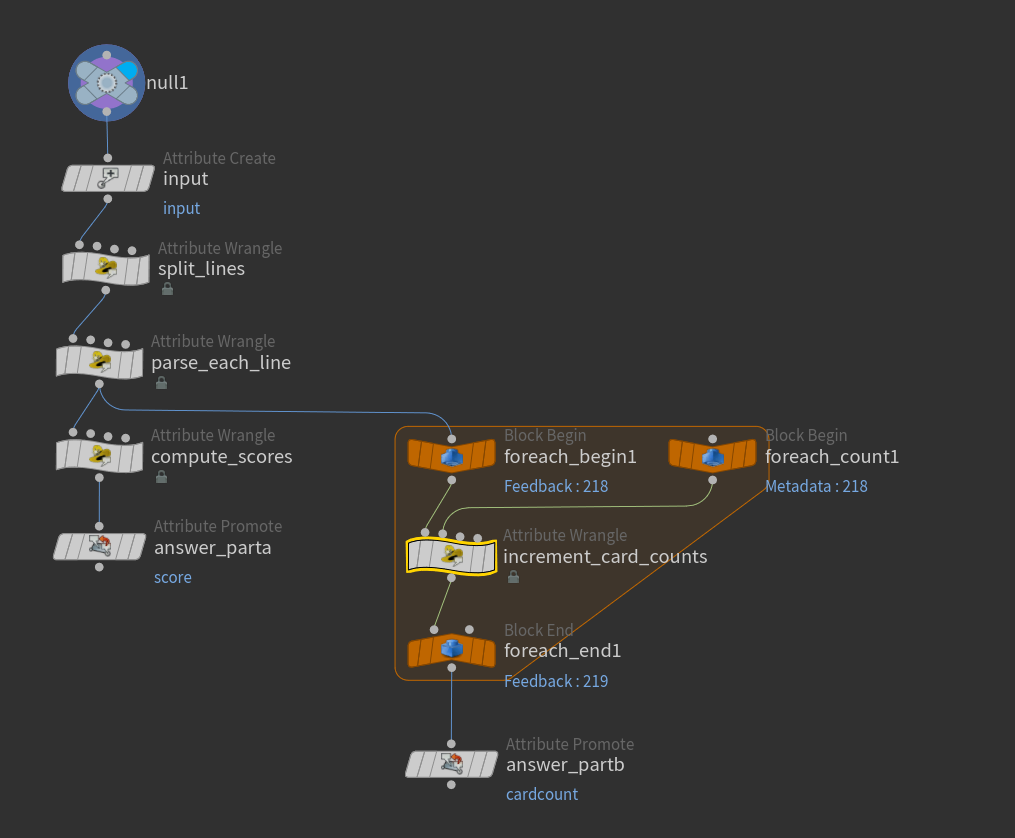 null1
Attribute Create
input
input
Attribute Wrangle
split_lines
Attribute Wrangle
parse_each_line
Attribute Wrangle
compute_scores
Attribute Promote
answer_parta
score
Block Begin
foreach_begin1
Feedback : 218
Block Begin
foreach_count1
Metadata : 218
Attribute Wrangle
increment_card_counts
Block End
foreach_end1
Feedback : 219
Attribute Promote
answer_partb
cardcount